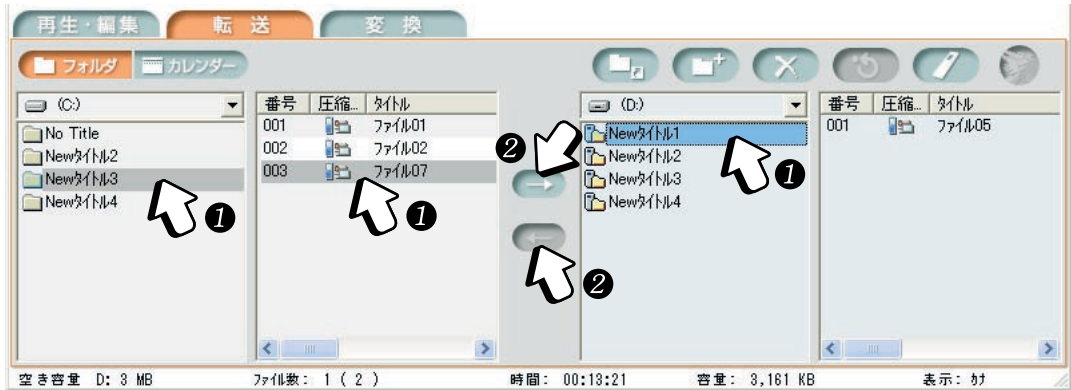 再生・編集 転送 変換
フォルダ カレンダー
(C:)
No Title
Newﾀｲﾄﾙ2
Newﾀｲﾄﾙ3
Newﾀｲﾄﾙ4
❶
番号 圧縮... ﾀｲﾄﾙ
001 ﾌｧｲﾙ01
002 ﾌｧｲﾙ02
003 ﾌｧｲﾙ07
❶
❷
❷
(D:)
Newﾀｲﾄﾙ1
Newﾀｲﾄﾙ2
Newﾀｲﾄﾙ3
Newﾀｲﾄﾙ4
❶
番号 圧縮... ﾀｲﾄﾙ
001 ﾌｧｲﾙ05
空き容量 D: 3 MB ﾌｧｲﾙ数: 1 ( 2 ) 時間: 00:13:21 容量: 3,161 KB 表示: ｶﾅ